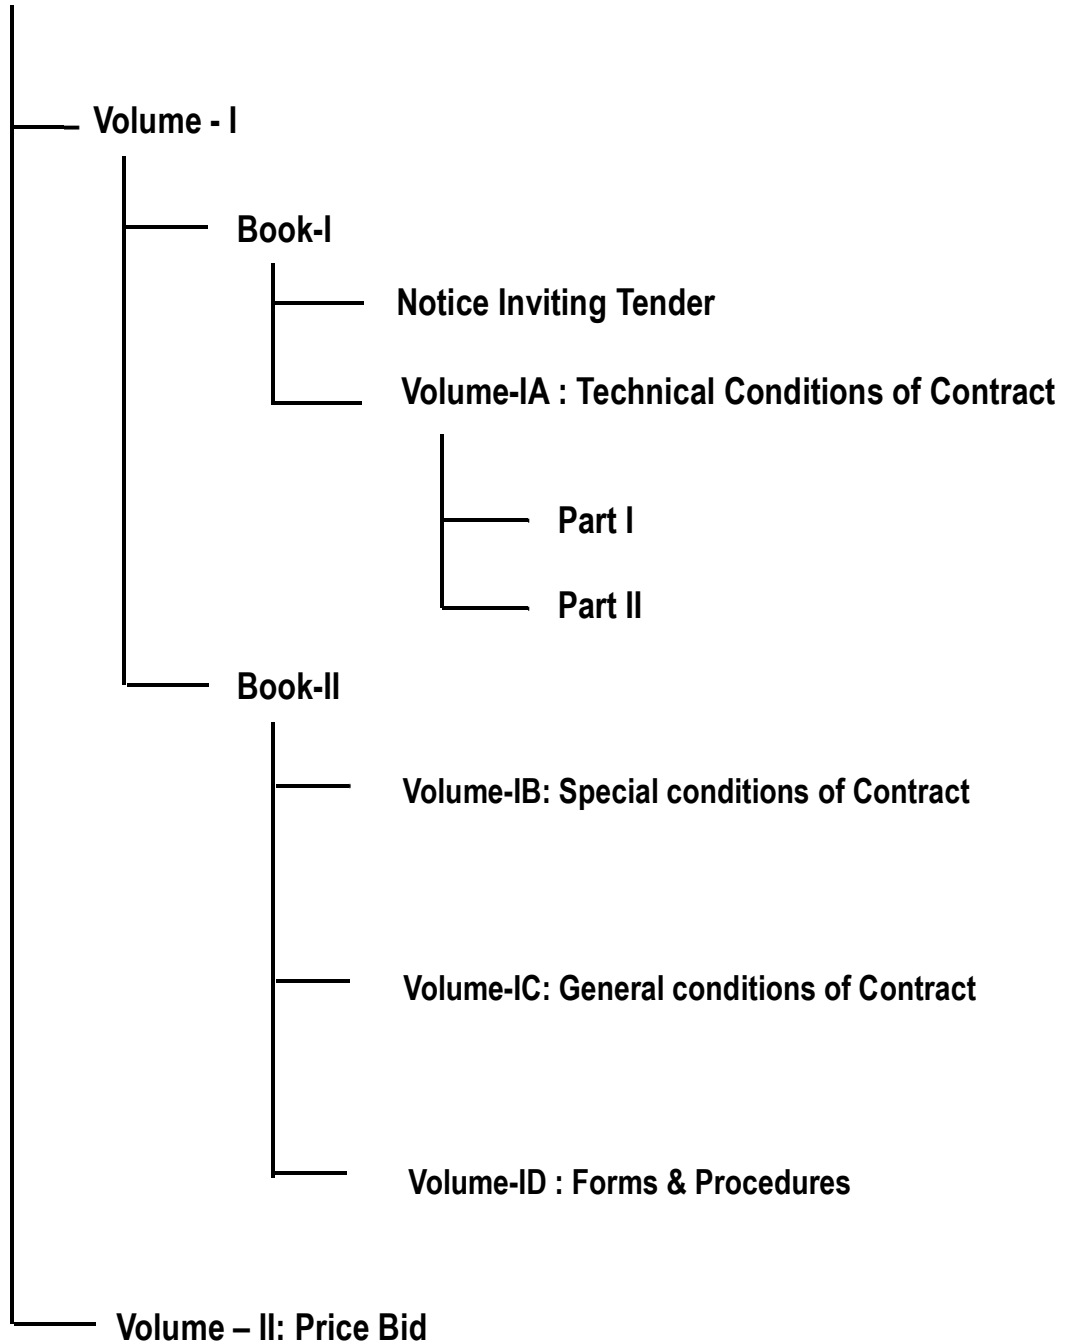 Volume - I
Book-I
Notice Inviting Tender
Volume-IA : Technical Conditions of Contract
Part I
Part II
Book-II
Volume-IB: Special conditions of Contract
Volume-IC: General conditions of Contract
Volume-ID : Forms & Procedures
Volume – II: Price Bid